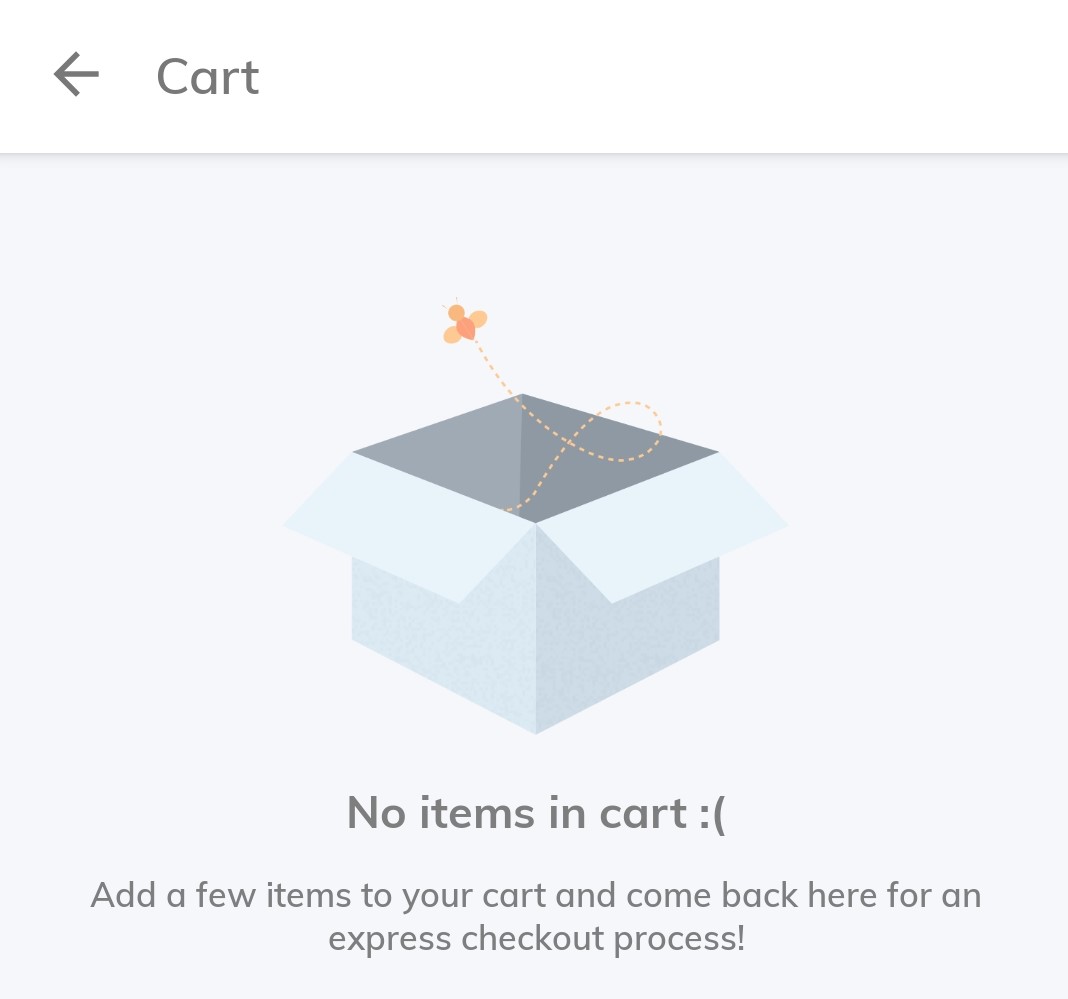 Cart
No items in cart :(
Add a few items to your cart and come back here for an
express checkout process!